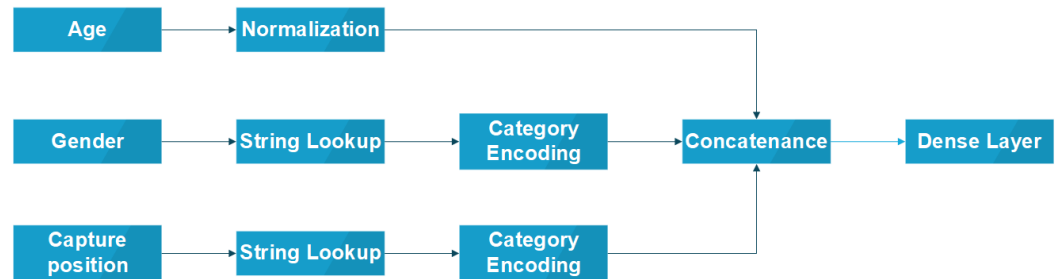 Age
Normalization
Gender
String Lookup
Category
Encoding
Concatenance
Dense Layer
Capture
position
String Lookup
Category
Encoding